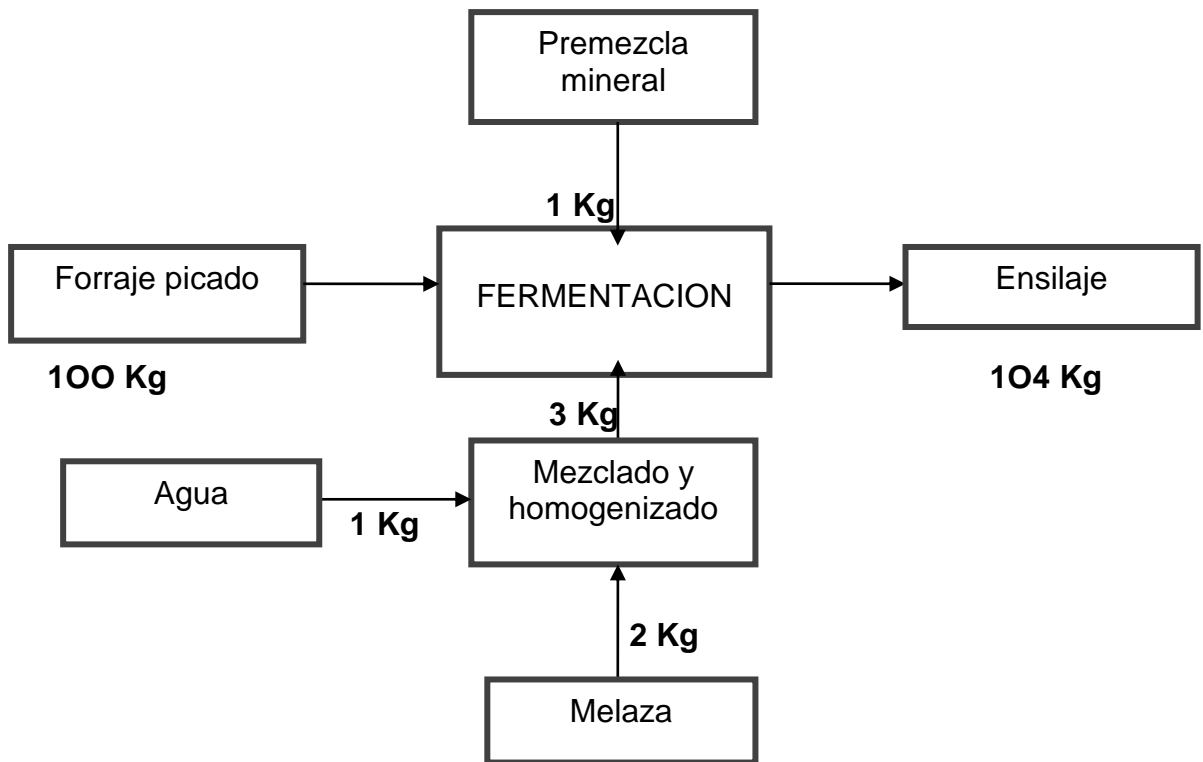 Premezcla
mineral
1 Kg
Forraje picado
FERMENTACION
Ensilaje
1OO Kg
1O4 Kg
3 Kg
Agua
Mezclado y
homogenizado
1 Kg
2 Kg
Melaza